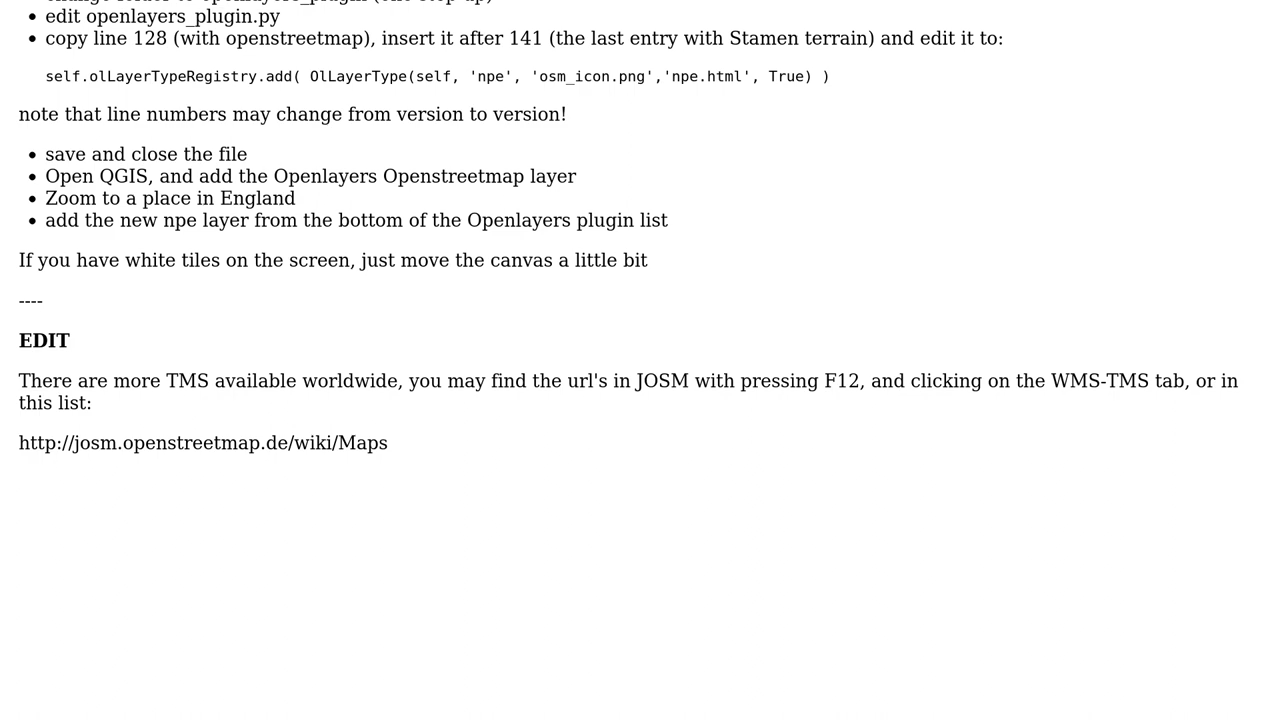 edit openlayers_plugin.py
copy line 128 (with openstreetmap), insert it after 141 (the last entry with Stamen terrain) and edit it to:
self.olLayerTypeRegistry.add( OlLayerType(self, 'npe', 'osm_icon.png','npe.html', True) )
note that line numbers may change from version to version!
save and close the file
Open QGIS, and add the Openlayers Openstreetmap layer
Zoom to a place in England
add the new npe layer from the bottom of the Openlayers plugin list
If you have white tiles on the screen, just move the canvas a little bit
----
EDIT
There are more TMS available worldwide, you may find the url's in JOSM with pressing F12, and clicking on the WMS-TMS tab, or in
this list:
http://josm.openstreetmap.de/wiki/Maps